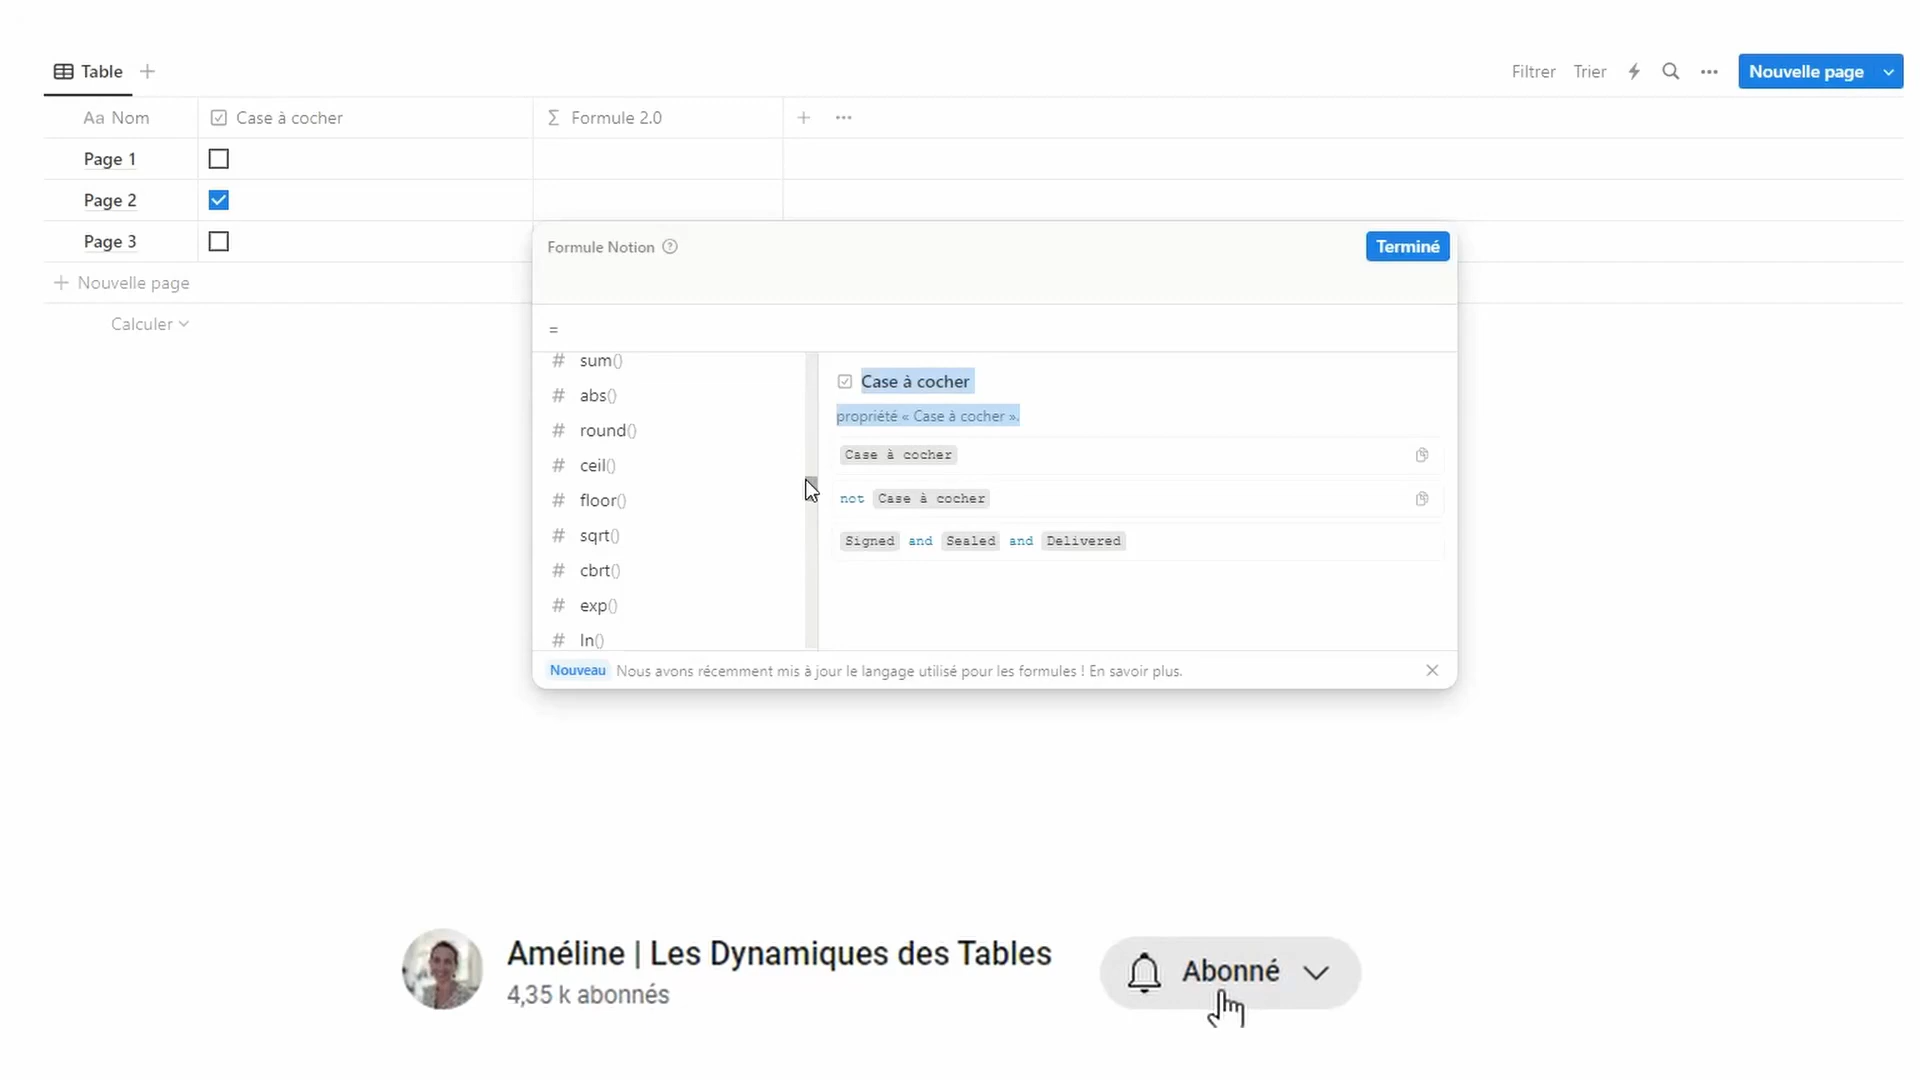 Table
Filtrer Trier Nouvelle page
Aa Nom Case à cocher Σ Formule 2.0
Page 1
Page 2
Page 3
Nouvelle page
Calculer
Formule Notion Terminé
=
# sum()
# abs()
# round()
# ceil()
# floor()
# sqrt()
# cbrt()
# exp()
# ln()
Case à cocher
propriété « Case à cocher ».
Case à cocher
not Case à cocher
Signed and Sealed and Delivered
Nouveau Nous avons récemment mis à jour le langage utilisé pour les formules ! En savoir plus.
Améline | Les Dynamiques des Tables
4,35 k abonnés
Abonné